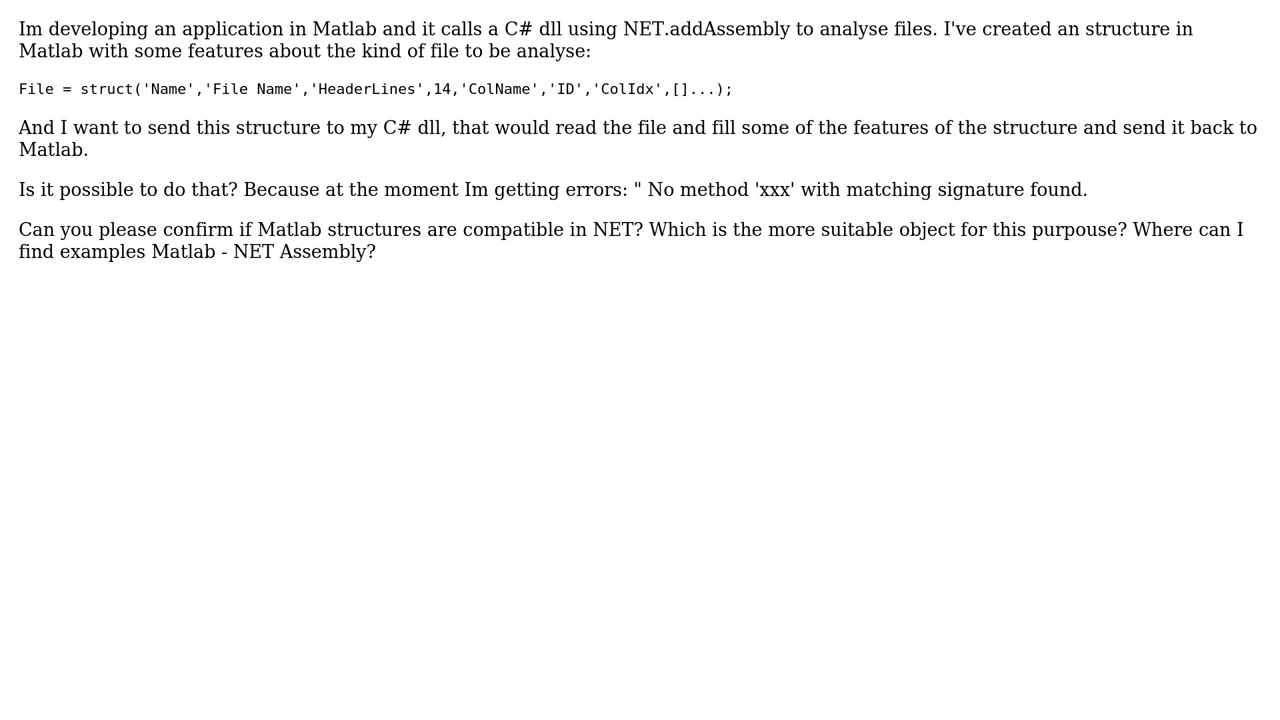 Im developing an application in Matlab and it calls a C# dll using NET.addAssembly to analyse files. I've created an structure in
Matlab with some features about the kind of file to be analyse:
File = struct('Name','File Name','HeaderLines',14,'ColName','ID','ColIdx',[]...);
And I want to send this structure to my C# dll, that would read the file and fill some of the features of the structure and send it back to
Matlab.
Is it possible to do that? Because at the moment Im getting errors: " No method 'xxx' with matching signature found.
Can you please confirm if Matlab structures are compatible in NET? Which is the more suitable object for this purpouse? Where can I
find examples Matlab - NET Assembly?